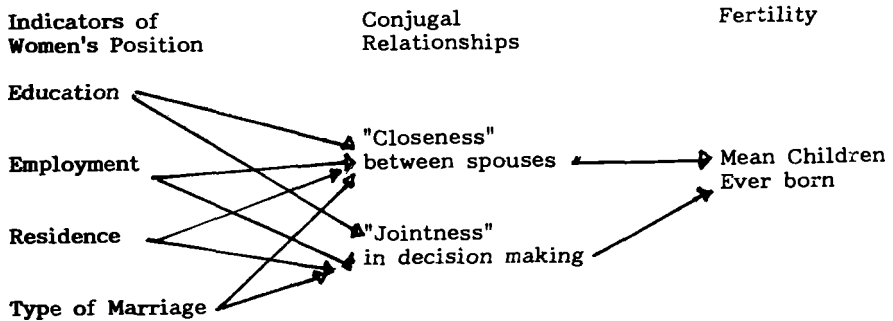 Indicators of
Women's Position
Conjugal
Relationships
Fertility
Education
Employment
Residence
Type of Marriage
"Closeness"
between spouses
"Jointness"
in decision making
Mean Children
Ever born